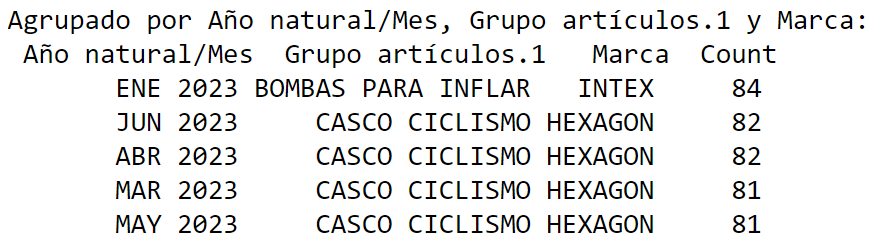 Agrupado por Año natural/Mes, Grupo artículos.1 y Marca:
Año natural/Mes Grupo artículos.1 Marca Count
ENE 2023 BOMBAS PARA INFLAR INTEX 84
JUN 2023 CASCO CICLISMO HEXAGON 82
ABR 2023 CASCO CICLISMO HEXAGON 82
MAR 2023 CASCO CICLISMO HEXAGON 81
MAY 2023 CASCO CICLISMO HEXAGON 81